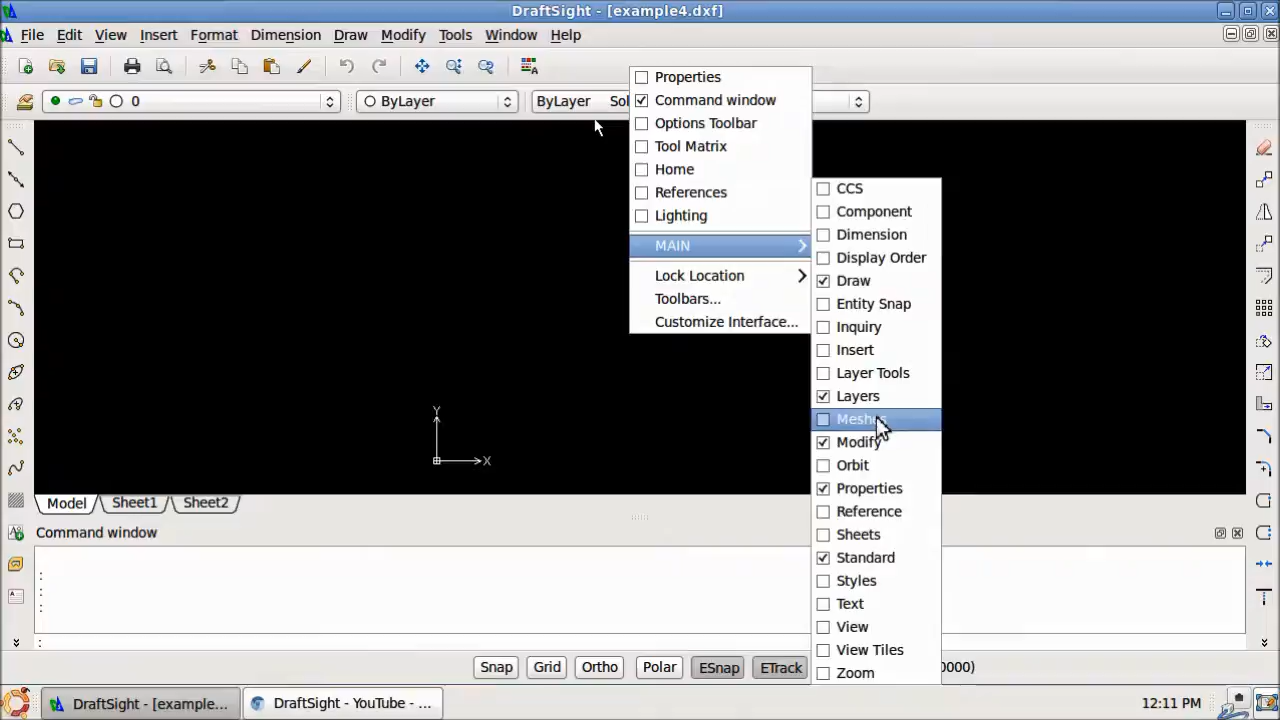 DraftSight - [example4.dxf]
File Edit View Insert Format Dimension Draw Modify Tools Window Help
0 ByLayer ByLayer
Properties
Command window
Options Toolbar
Tool Matrix
Home
References
Lighting
MAIN
Lock Location
Toolbars...
Customize Interface...
CCS
Component
Dimension
Display Order
Draw
Entity Snap
Inquiry
Insert
Layer Tools
Layers
Modify
Orbit
Properties
Reference
Sheets
Standard
Styles
Text
View
View Tiles
Zoom
Y
X
Model Sheet1 Sheet2
Command window
:
:
:
:
Snap Grid Ortho Polar ESnap ETrack 0000)
DraftSight - [example... DraftSight - YouTube - ... 12:11 PM